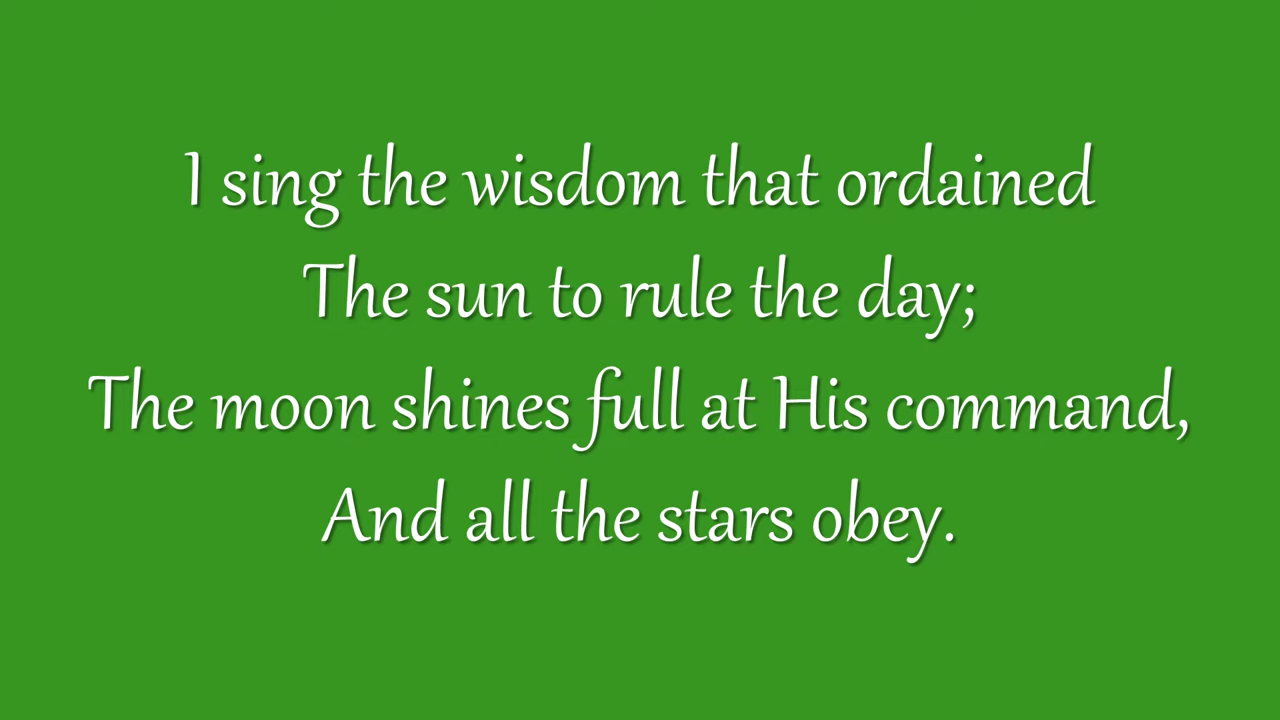 I sing the wisdom that ordained
The sun to rule the day;
The moon shines full at His command,
And all the stars obey.